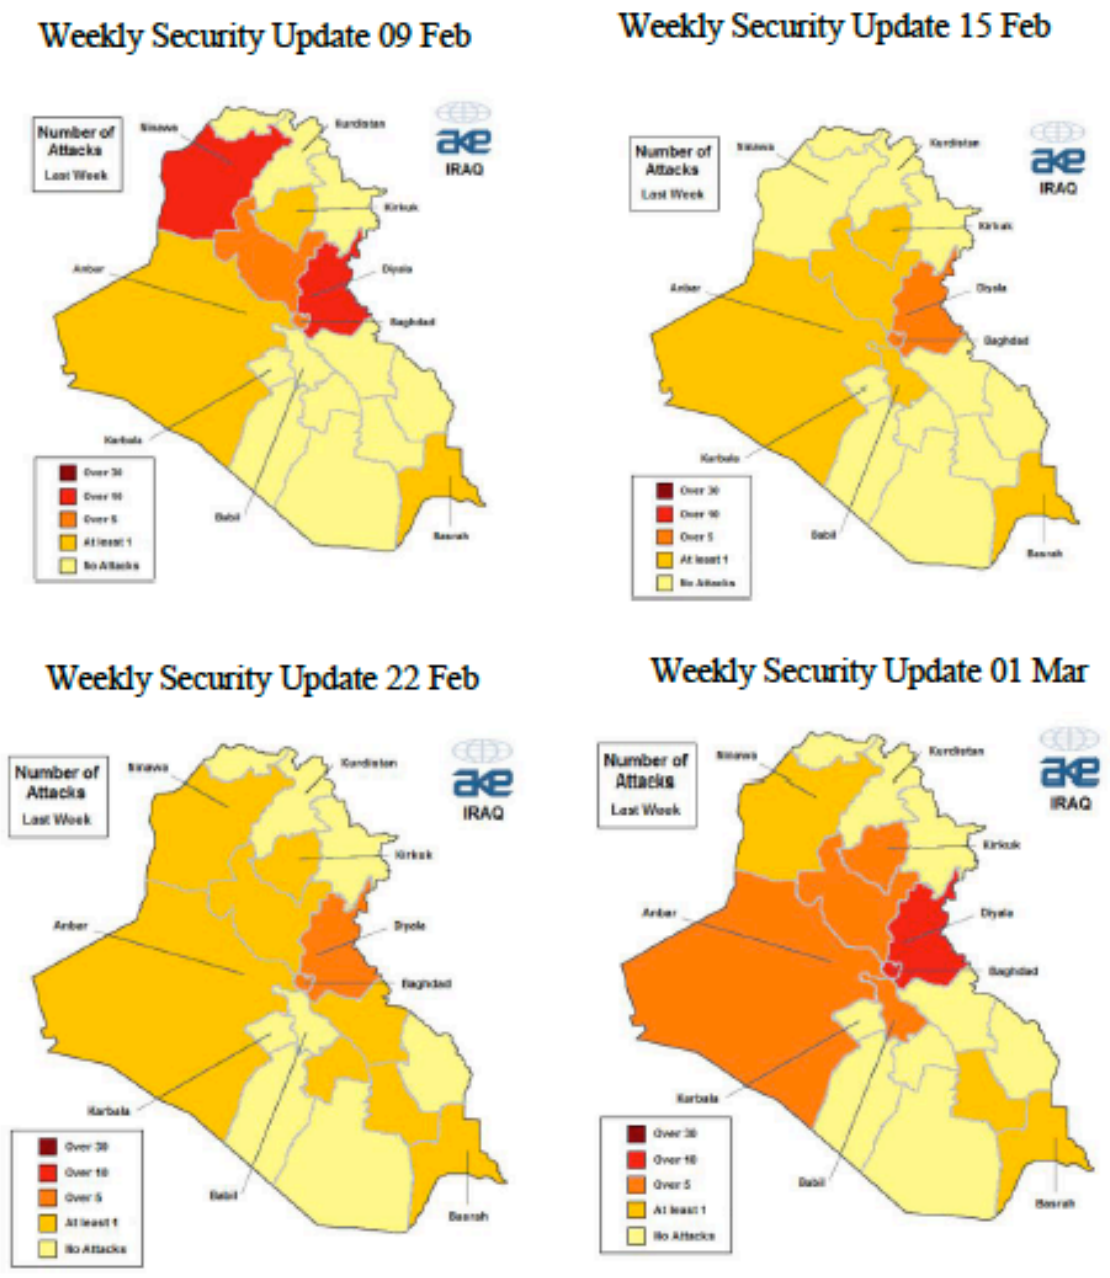 Weekly Security Update 09 Feb
Number of
Attacks
Last Week
Ninawa
Kurdistan
ake
IRAQ
Kirkuk
Anbar
Diyala
Baghdad
Karbala
Over 30
Over 10
Over 5
At least 1
No Attacks
Babil
Basrah
Weekly Security Update 15 Feb
Number of
Attacks
Last Week
Ninawa
Kurdistan
ake
IRAQ
Kirkuk
Anbar
Diyala
Baghdad
Karbala
Over 30
Over 10
Over 5
At least 1
No Attacks
Babil
Basrah
Weekly Security Update 22 Feb
Number of
Attacks
Last Week
Ninawa
Kurdistan
ake
IRAQ
Kirkuk
Anbar
Diyala
Baghdad
Karbala
Over 30
Over 10
Over 5
At least 1
No Attacks
Babil
Basrah
Weekly Security Update 01 Mar
Number of
Attacks
Last Week
Ninawa
Kurdistan
ake
IRAQ
Kirkuk
Anbar
Diyala
Baghdad
Karbala
Over 30
Over 10
Over 5
At least 1
No Attacks
Babil
Basrah